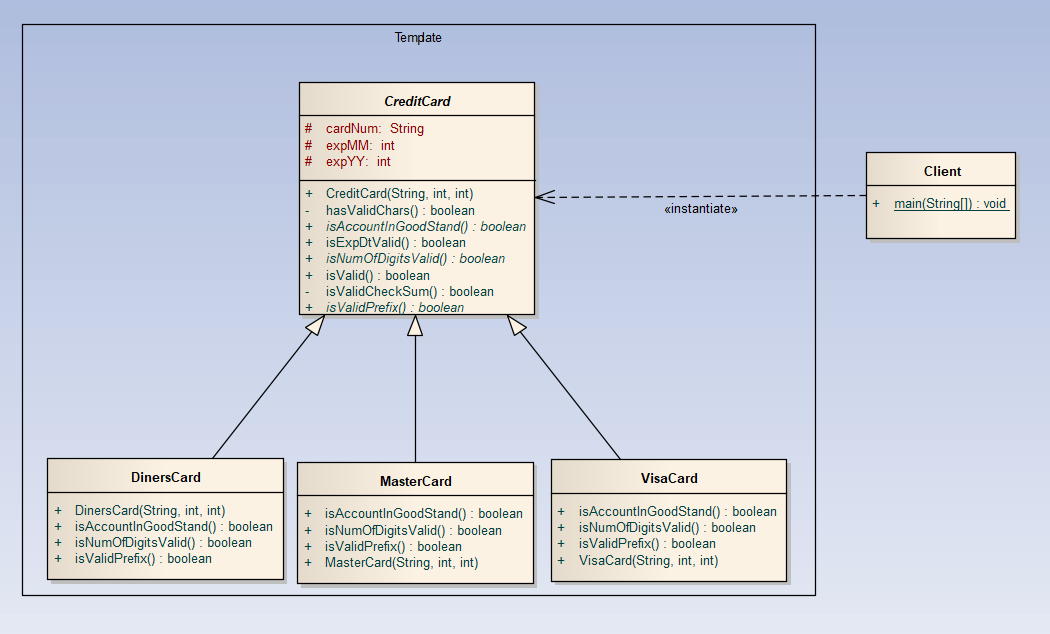 Template
CreditCard
# cardNum: String
# expMM: int
# expYY: int
+ CreditCard(String, int, int)
- hasValidChars() : boolean
+ isAccountInGoodStand() : boolean
+ isExpDtValid() : boolean
+ isNumOfDigitsValid() : boolean
+ isValid() : boolean
- isValidCheckSum() : boolean
+ isValidPrefix() : boolean
Client
+ main(String[]) : void
«instantiate»
DinersCard
+ DinersCard(String, int, int)
+ isAccountInGoodStand() : boolean
+ isNumOfDigitsValid() : boolean
+ isValidPrefix() : boolean
MasterCard
+ isAccountInGoodStand() : boolean
+ isNumOfDigitsValid() : boolean
+ isValidPrefix() : boolean
+ MasterCard(String, int, int)
VisaCard
+ isAccountInGoodStand() : boolean
+ isNumOfDigitsValid() : boolean
+ isValidPrefix() : boolean
+ VisaCard(String, int, int)